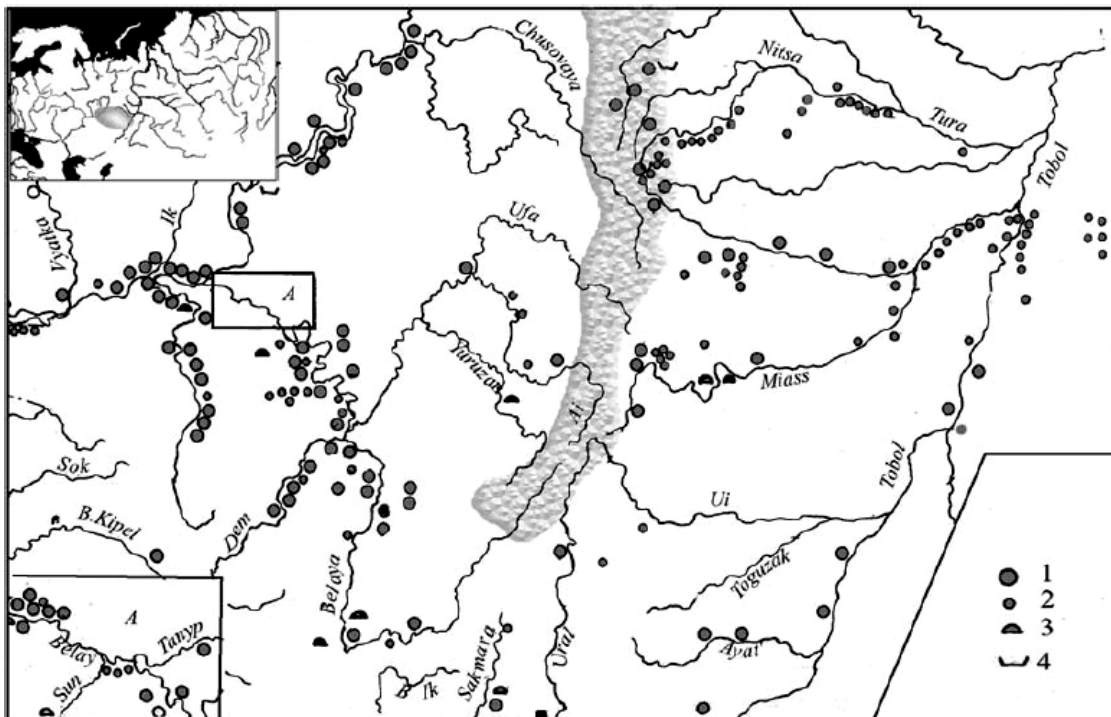 Chusovaya
Nitsa
Tura
Tobol
Vyatka
Ik
Ufa
A
Yuruzan
Miass
Ai
Sok
B.Kipel
Dem
Belaya
Ui
Tobol
Toguzak
Ayat
Ural
Sakmara
B Ik
A
Tanyp
Belay
Sun
1
2
3
4